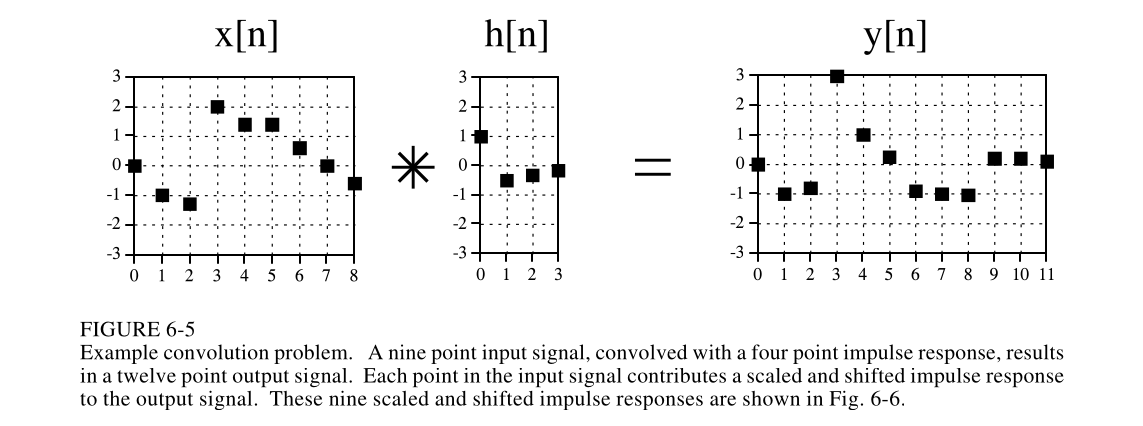 x[n] h[n] y[n]
3 3 3
2 2 2
1 1 1
0 0 0
-1 -1 -1
-2 -2 -2
-3 -3 -3
0 1 2 3 4 5 6 7 8 0 1 2 3 0 1 2 3 4 5 6 7 8 9 10 11
FIGURE 6-5
Example convolution problem. A nine point input signal, convolved with a four point impulse response, results
in a twelve point output signal. Each point in the input signal contributes a scaled and shifted impulse response
to the output signal. These nine scaled and shifted impulse responses are shown in Fig. 6-6.